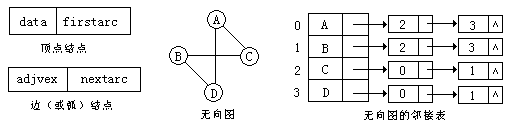 data firstarc
顶点结点
adjvex nextarc
边（或弧）结点
A
B C
D
无向图
0 A 2 3 ∧
1 B 2 3 ∧
2 C 0 1 ∧
3 D 0 1 ∧
无向图的邻接表